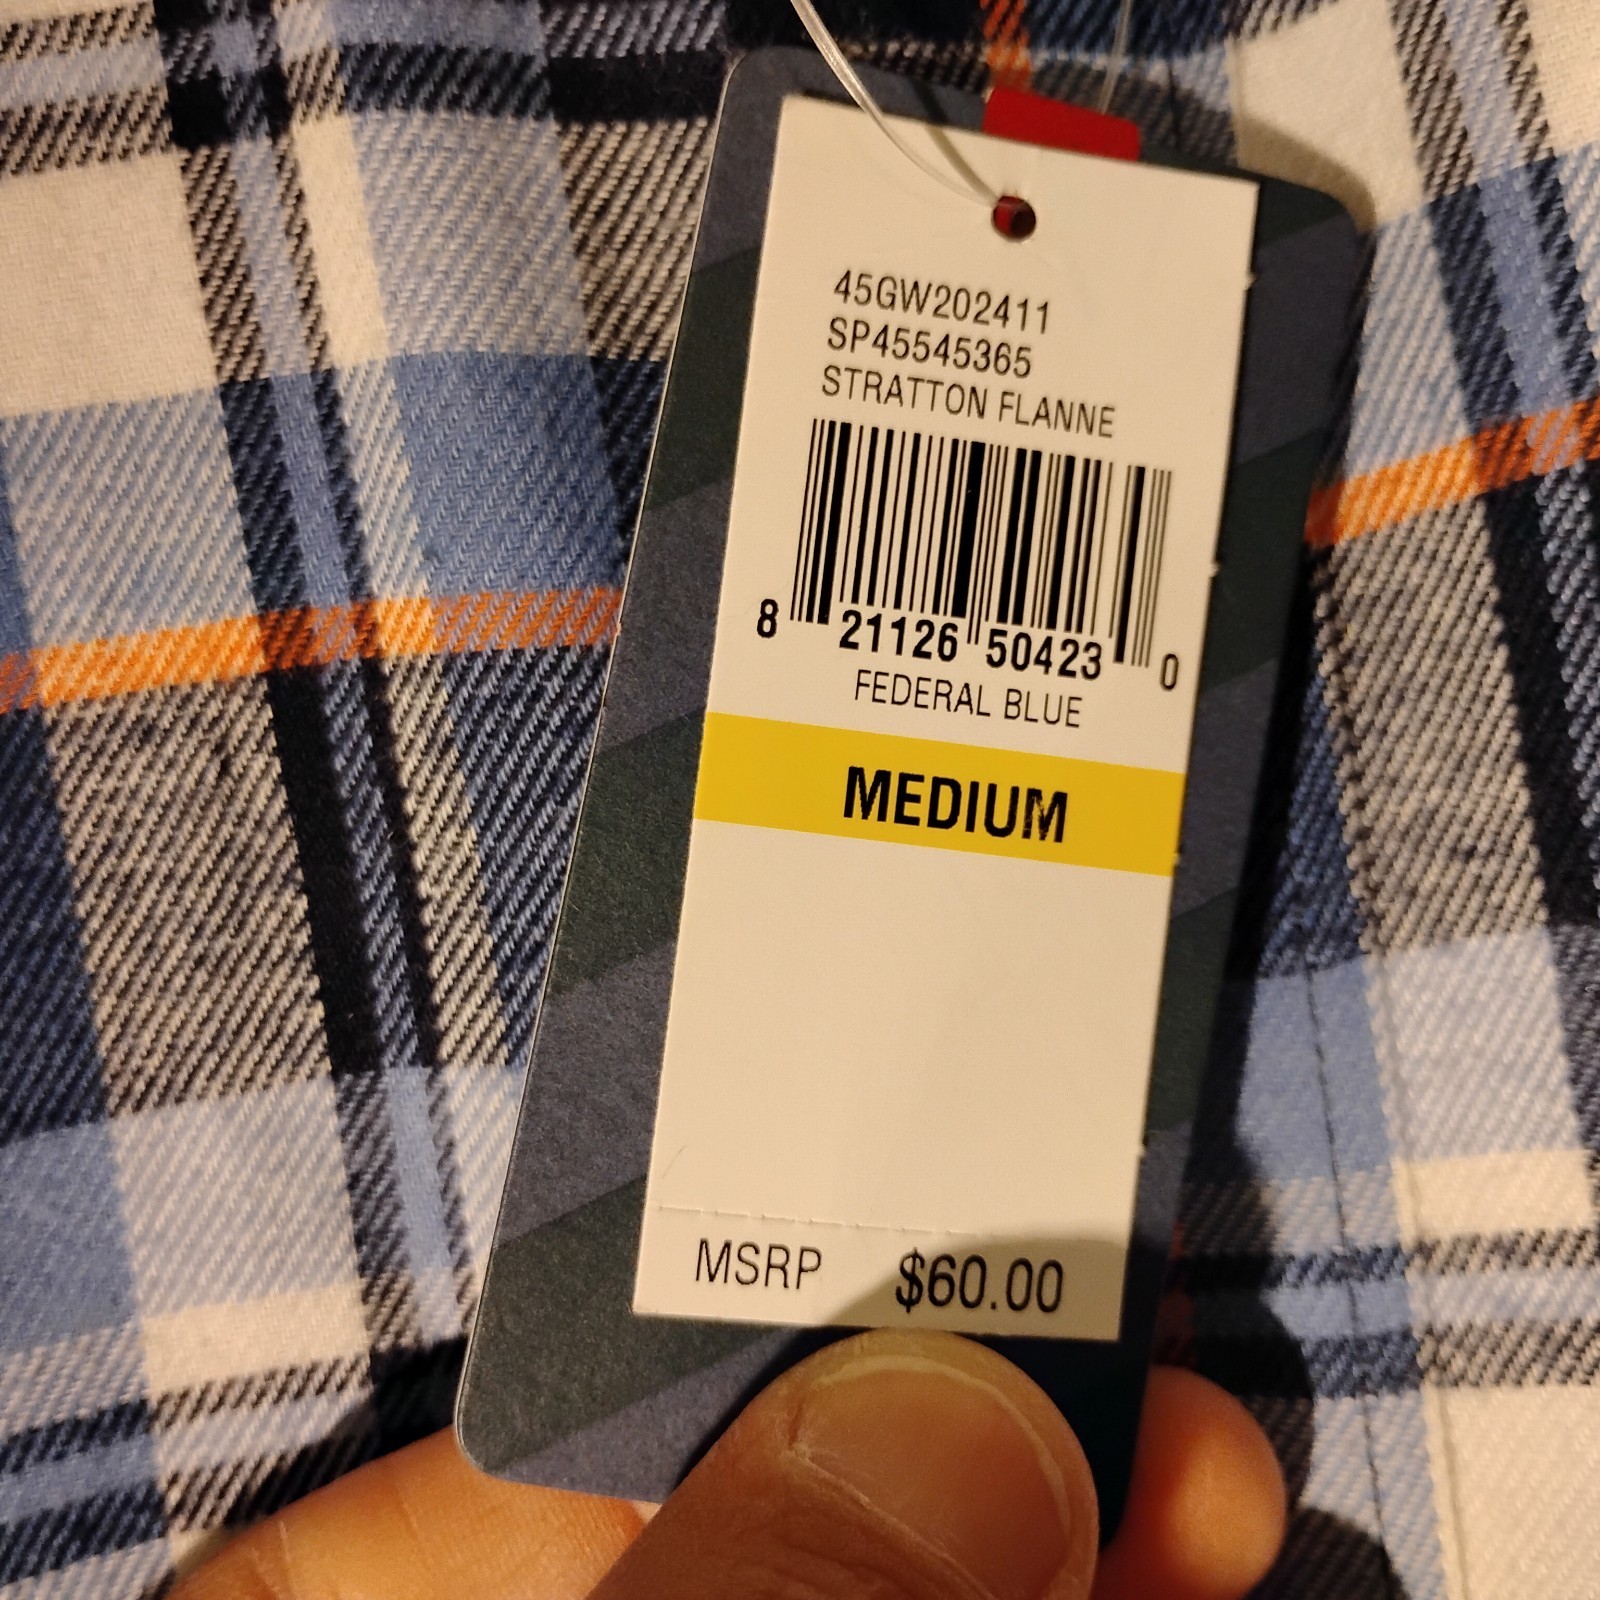 45GW202411
SP45545365
STRATTON FLANNE
8 21126 50423 0
FEDERAL BLUE
MEDIUM
MSRP $60.00